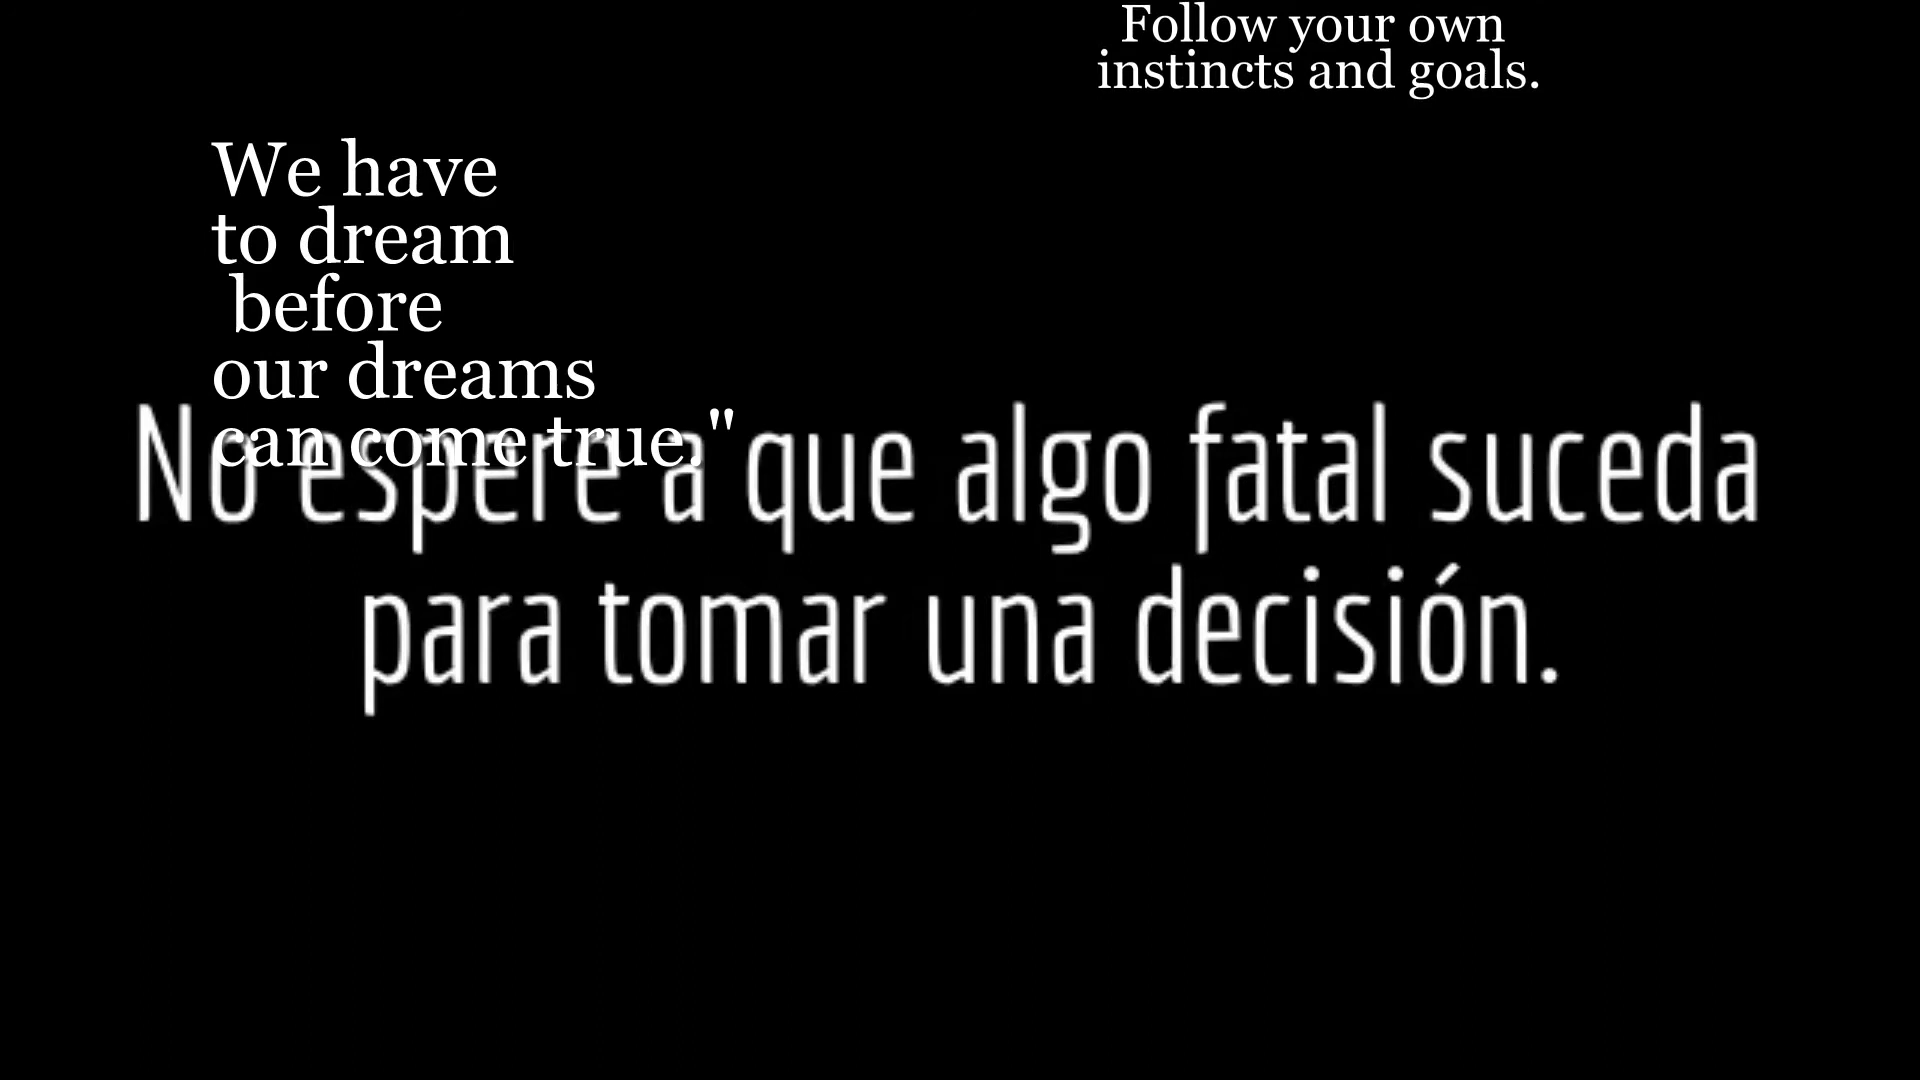 Follow your own
instincts and goals.
We have
to dream
before
our dreams
can come true."
No espere a que algo fatal suceda
para tomar una decisión.